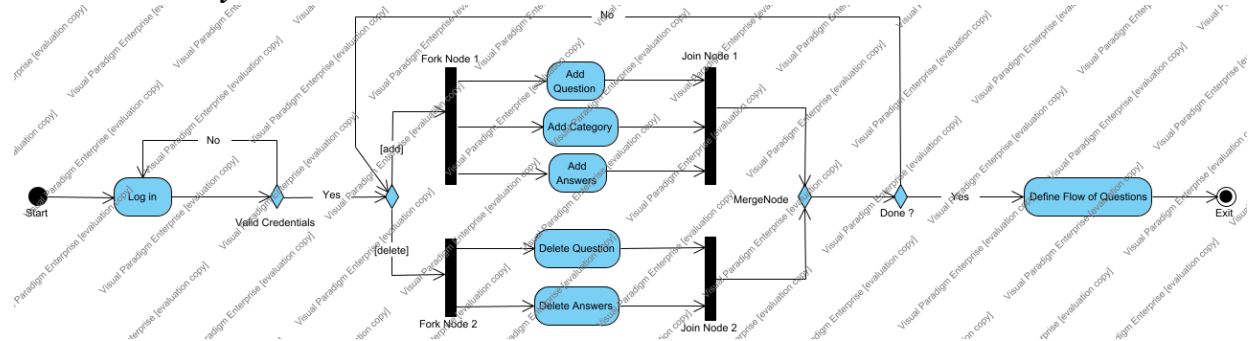 No
Fork Node 1
Join Node 1
Add
Question
Add Category
Add
Answers
[add]
No
Start
Log in
Valid Credentials
Yes
MergeNode
Done ?
Yes
Define Flow of Questions
Exit
[delete]
Delete Question
Delete Answers
Fork Node 2
Join Node 2
Visual Paradigm Enterprise [evaluation copy]